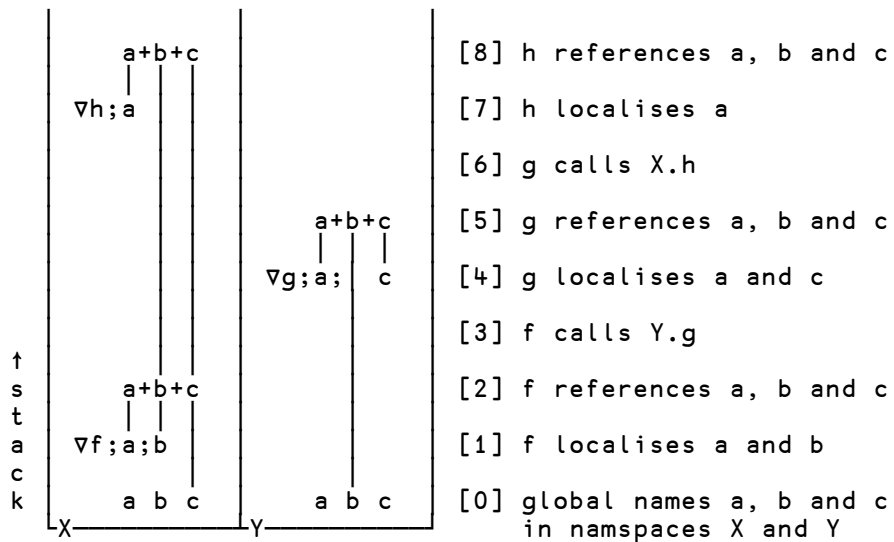 a+b+c [8] h references a, b and c
∇h;a [7] h localises a
[6] g calls X.h
a+b+c [5] g references a, b and c
∇g;a; c [4] g localises a and c
[3] f calls Y.g
↑
s a+b+c [2] f references a, b and c
t
a ∇f;a;b [1] f localises a and b
c
k a b c a b c [0] global names a, b and c
X Y in namspaces X and Y